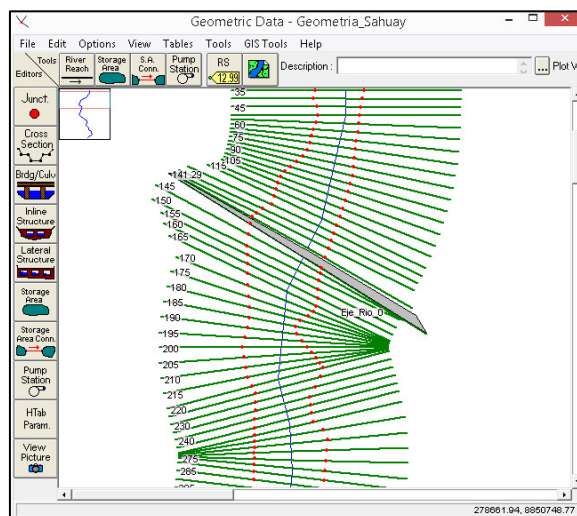 Geometric Data - Geometria_Sahuay
File Edit Options View Tables Tools GIS Tools Help
Tools
Editors
River
Reach
Storage
Area
S.A.
Conn.
Pump
Station
RS
12.99
Description :
... Plot V
Junct.
Cross
Section
Brdg/Culv
Inline
Structure
Lateral
Structure
Storage
Area
Storage
Area Conn.
Pump
Station
HTab
Param.
View
Picture
35
45
60
75
90
105
115
141.29
145
150
155
160
165
170
175
180
185
190
195
200
205
210
215
220
230
240
275
285
Eje_Rio_0
278661.94, 8850748.77